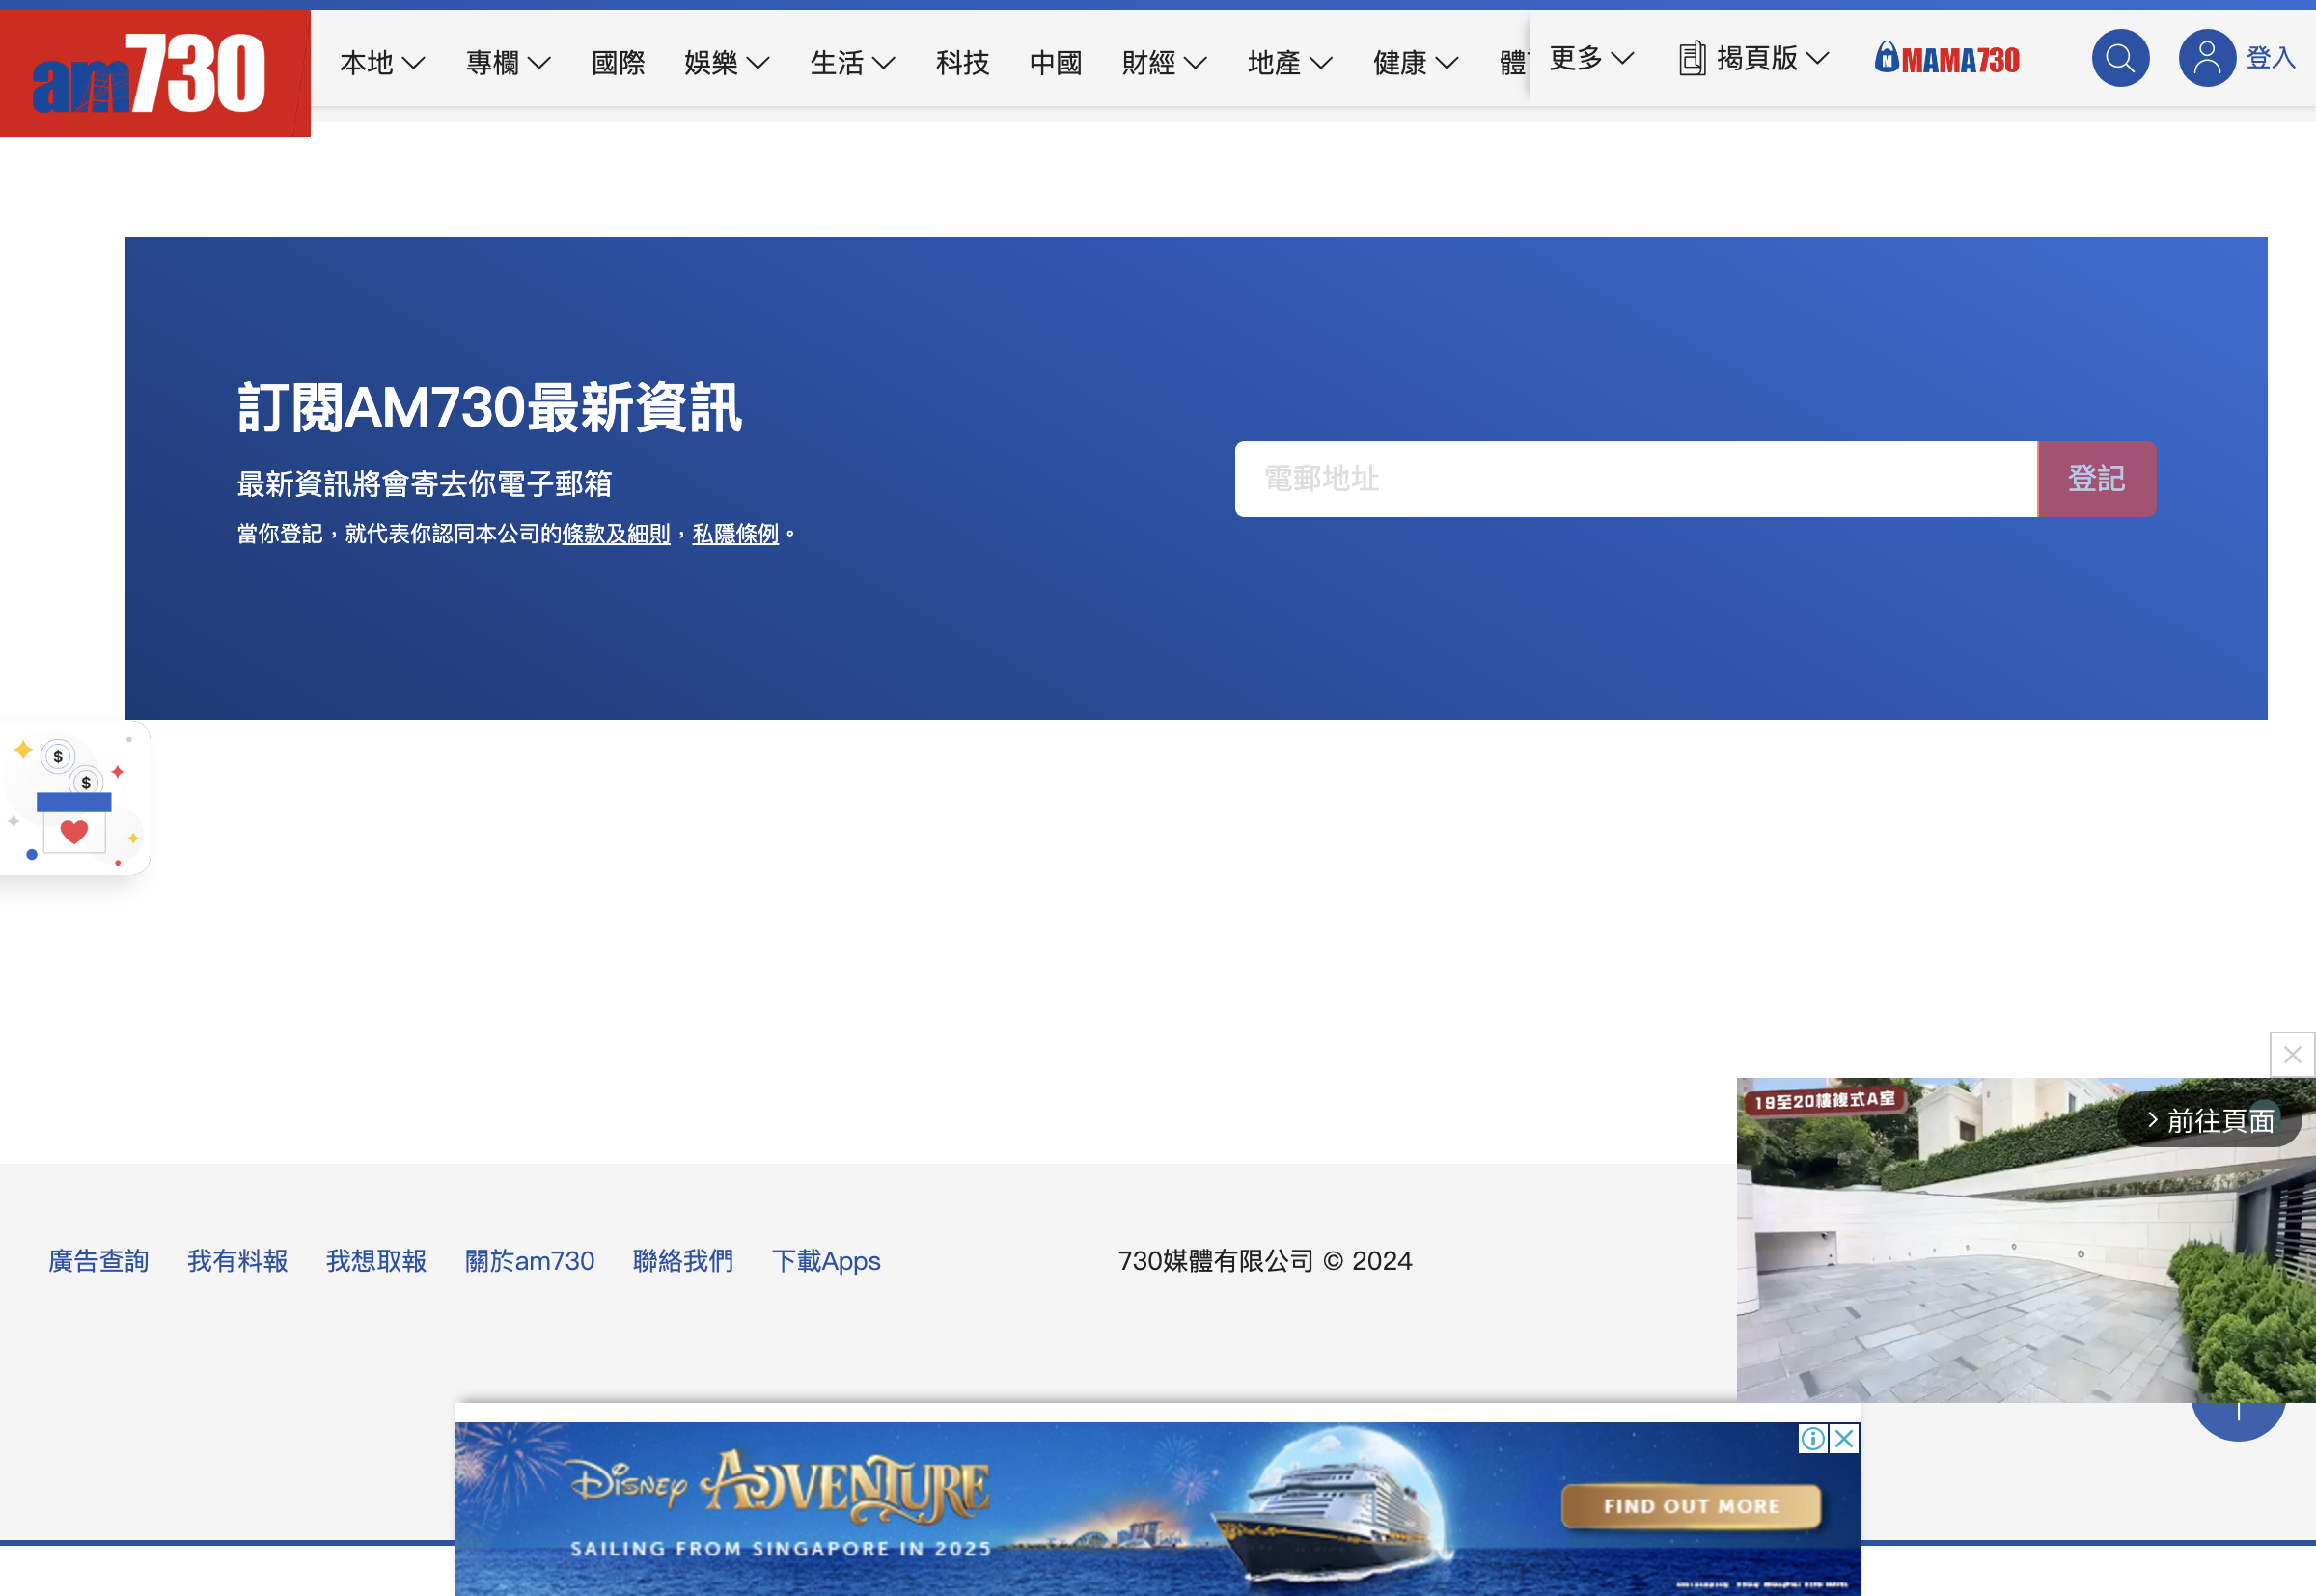 am730
本地 專欄 國際 娛樂 生活 科技 中國 財經 地產 健康 體 更多 揭頁版 M MAMA730 登入
訂閱AM730最新資訊
最新資訊將會寄去你電子郵箱
當你登記，就代表你認同本公司的條款及細則，私隱條例。
電郵地址 登記
$
$
19至20樓複式A室
前往頁面
廣告查詢 我有料報 我想取報 關於am730 聯絡我們 下載Apps 730媒體有限公司 © 2024
Disney ADVENTURE
SAILING FROM SINGAPORE IN 2025
FIND OUT MORE